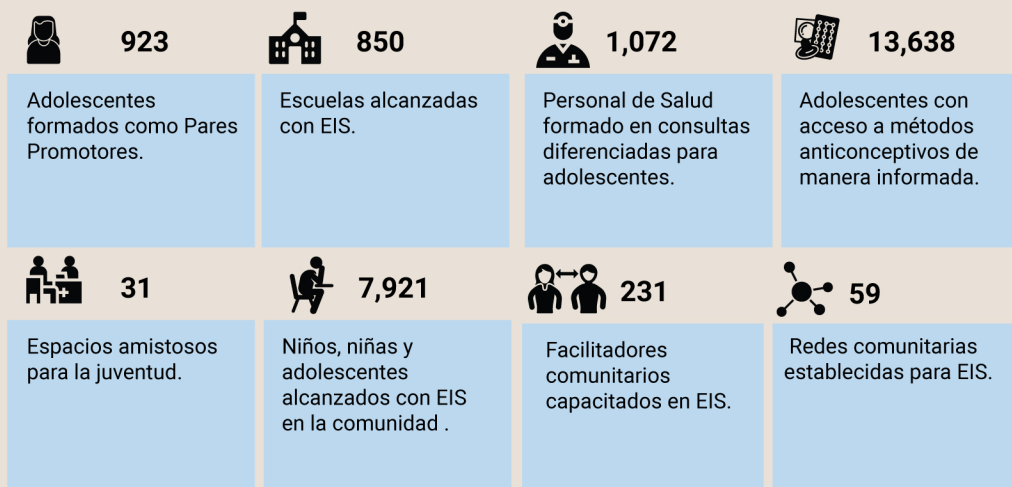 923
Adolescentes
formados como Pares
Promotores.
850
Escuelas alcanzadas
con EIS.
1,072
Personal de Salud
formado en consultas
diferenciadas para
adolescentes.
13,638
Adolescentes con
acceso a métodos
anticonceptivos de
manera informada.
31
Espacios amistosos
para la juventud.
7,921
Niños, niñas y
adolescentes
alcanzados con EIS
en la comunidad .
231
Facilitadores
comunitarios
capacitados en EIS.
59
Redes comunitarias
establecidas para EIS.